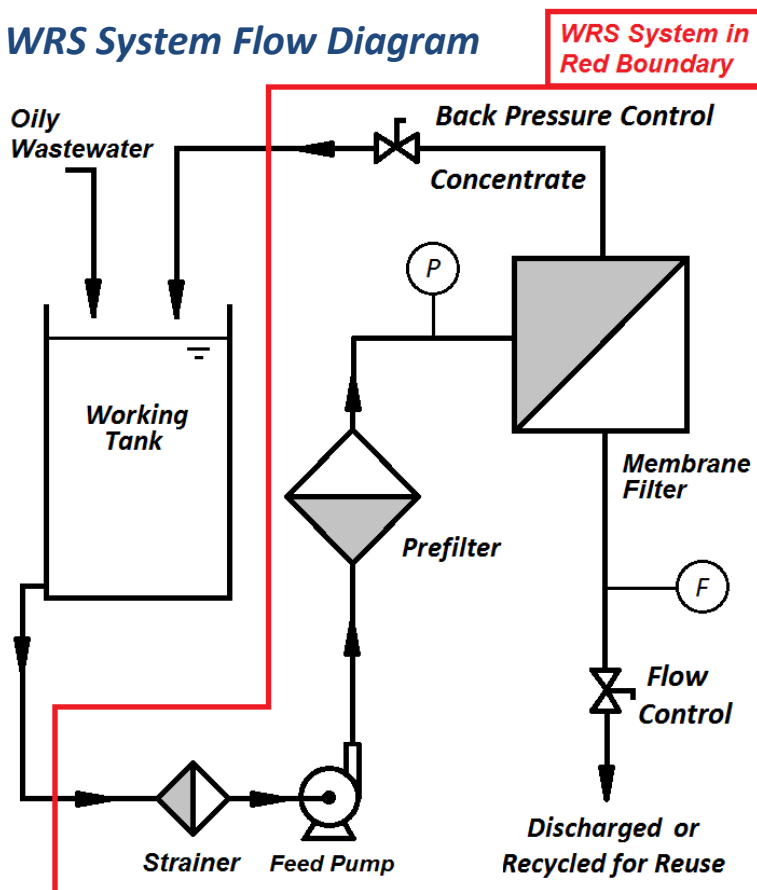 WRS System Flow Diagram
WRS System in
Red Boundary
Oily
Wastewater
Back Pressure Control
Concentrate
P
Working
Tank
Membrane
Filter
Prefilter
F
Flow
Control
Strainer
Feed Pump
Discharged or
Recycled for Reuse